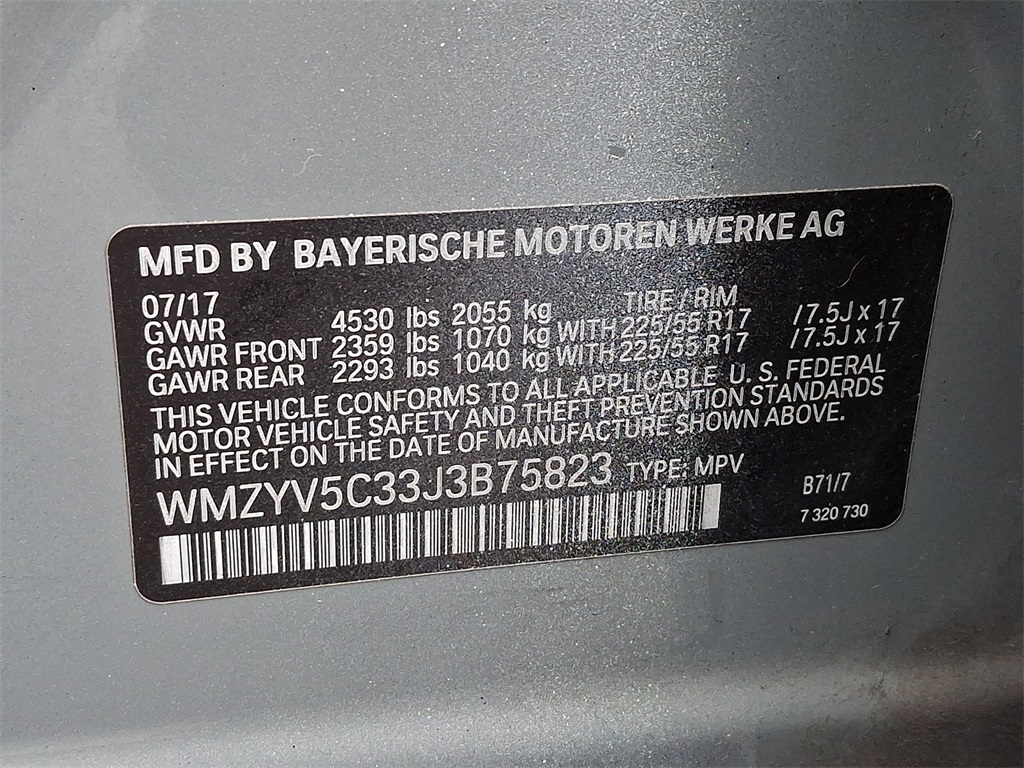 MFD BY BAYERISCHE MOTOREN WERKE AG
07/17 TIRE / RIM
GVWR 4530 lbs 2055 kg
GAWR FRONT 2359 lbs 1070 kg WITH 225/55 R17 / 7.5J x 17
GAWR REAR 2293 lbs 1040 kg WITH 225/55 R17 / 7.5J x 17
THIS VEHICLE CONFORMS TO ALL APPLICABLE U. S. FEDERAL
MOTOR VEHICLE SAFETY AND THEFT PREVENTION STANDARDS
IN EFFECT ON THE DATE OF MANUFACTURE SHOWN ABOVE.
WMZYV5C33J3B75823 TYPE: MPV
B71/7
7 320 730